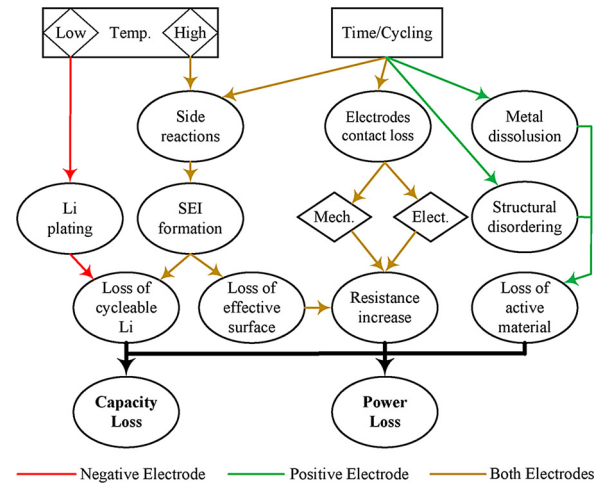 Low
Temp.
High
Time/Cycling
Side
reactions
Electrodes
contact loss
Metal
dissolusion
Li
plating
SEI
formation
Mech.
Elect.
Structural
disordering
Loss of
cycleable
Li
Loss of
effective
surface
Resistance
increase
Loss of
active
material
Capacity
Loss
Power
Loss
Negative Electrode
Positive Electrode
Both Electrodes